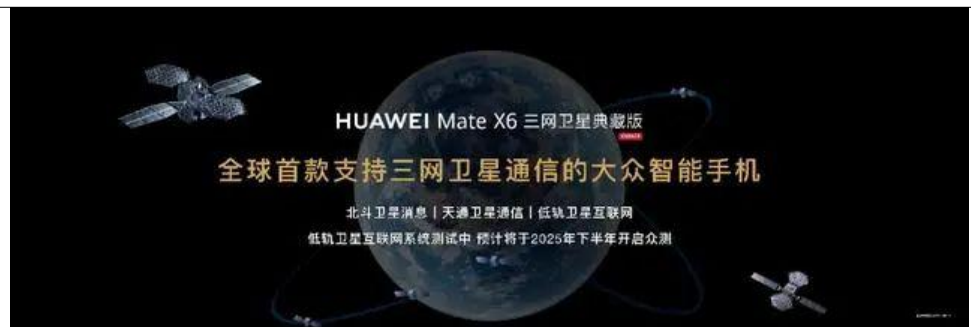 HUAWEI Mate X6 三网卫星典藏版
全球首款支持三网卫星通信的大众智能手机
北斗卫星消息丨天通卫星通信丨低轨卫星互联网
低轨卫星互联网系统测试中 预计将于2025年下半年开启众测